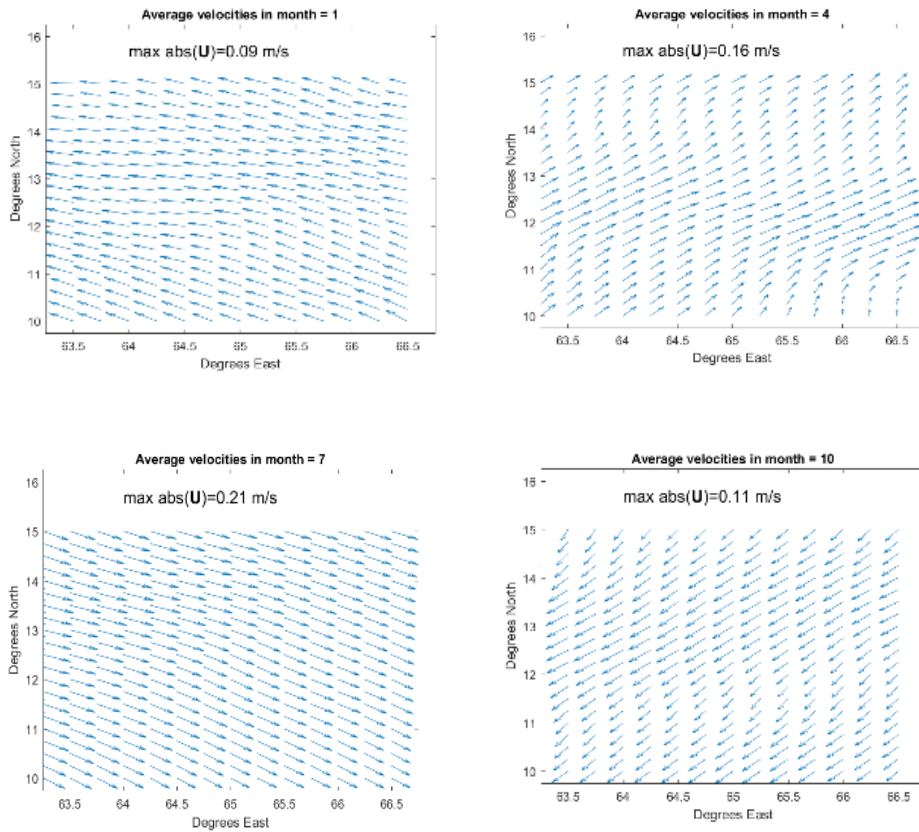 Average velocities in month = 1
max abs(U)=0.09 m/s
16
15
14
13
12
11
10
Degrees North
63.5 64 64.5 65 65.5 66 66.5
Degrees East
Average velocities in month = 4
max abs(U)=0.16 m/s
16
15
14
13
12
11
10
Degrees North
63.5 64 64.5 65 65.5 66 66.5
Degrees East
Average velocities in month = 7
max abs(U)=0.21 m/s
16
15
14
13
12
11
10
Degrees North
63.5 64 64.5 65 65.5 66 66.5
Degrees East
Average velocities in month = 10
max abs(U)=0.11 m/s
16
15
14
13
12
11
10
Degrees North
63.5 64 64.5 65 65.5 66 66.5
Degrees East